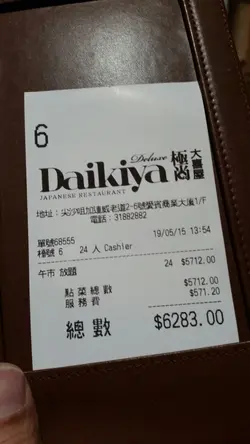 6
Deluxe
Daikiya 極尚 大喜屋
JAPANESE RESTAURANT
地址: 尖沙咀加連威老道2-6號愛賓商業大廈1/F
電話: 31882882
單號68555 19/05/15 13:54
檯號 6 24 人 Cashler
午市 放題 24 $5712.00
點菜總數 $5712.00
服務費 $571.20
總數 $6283.00